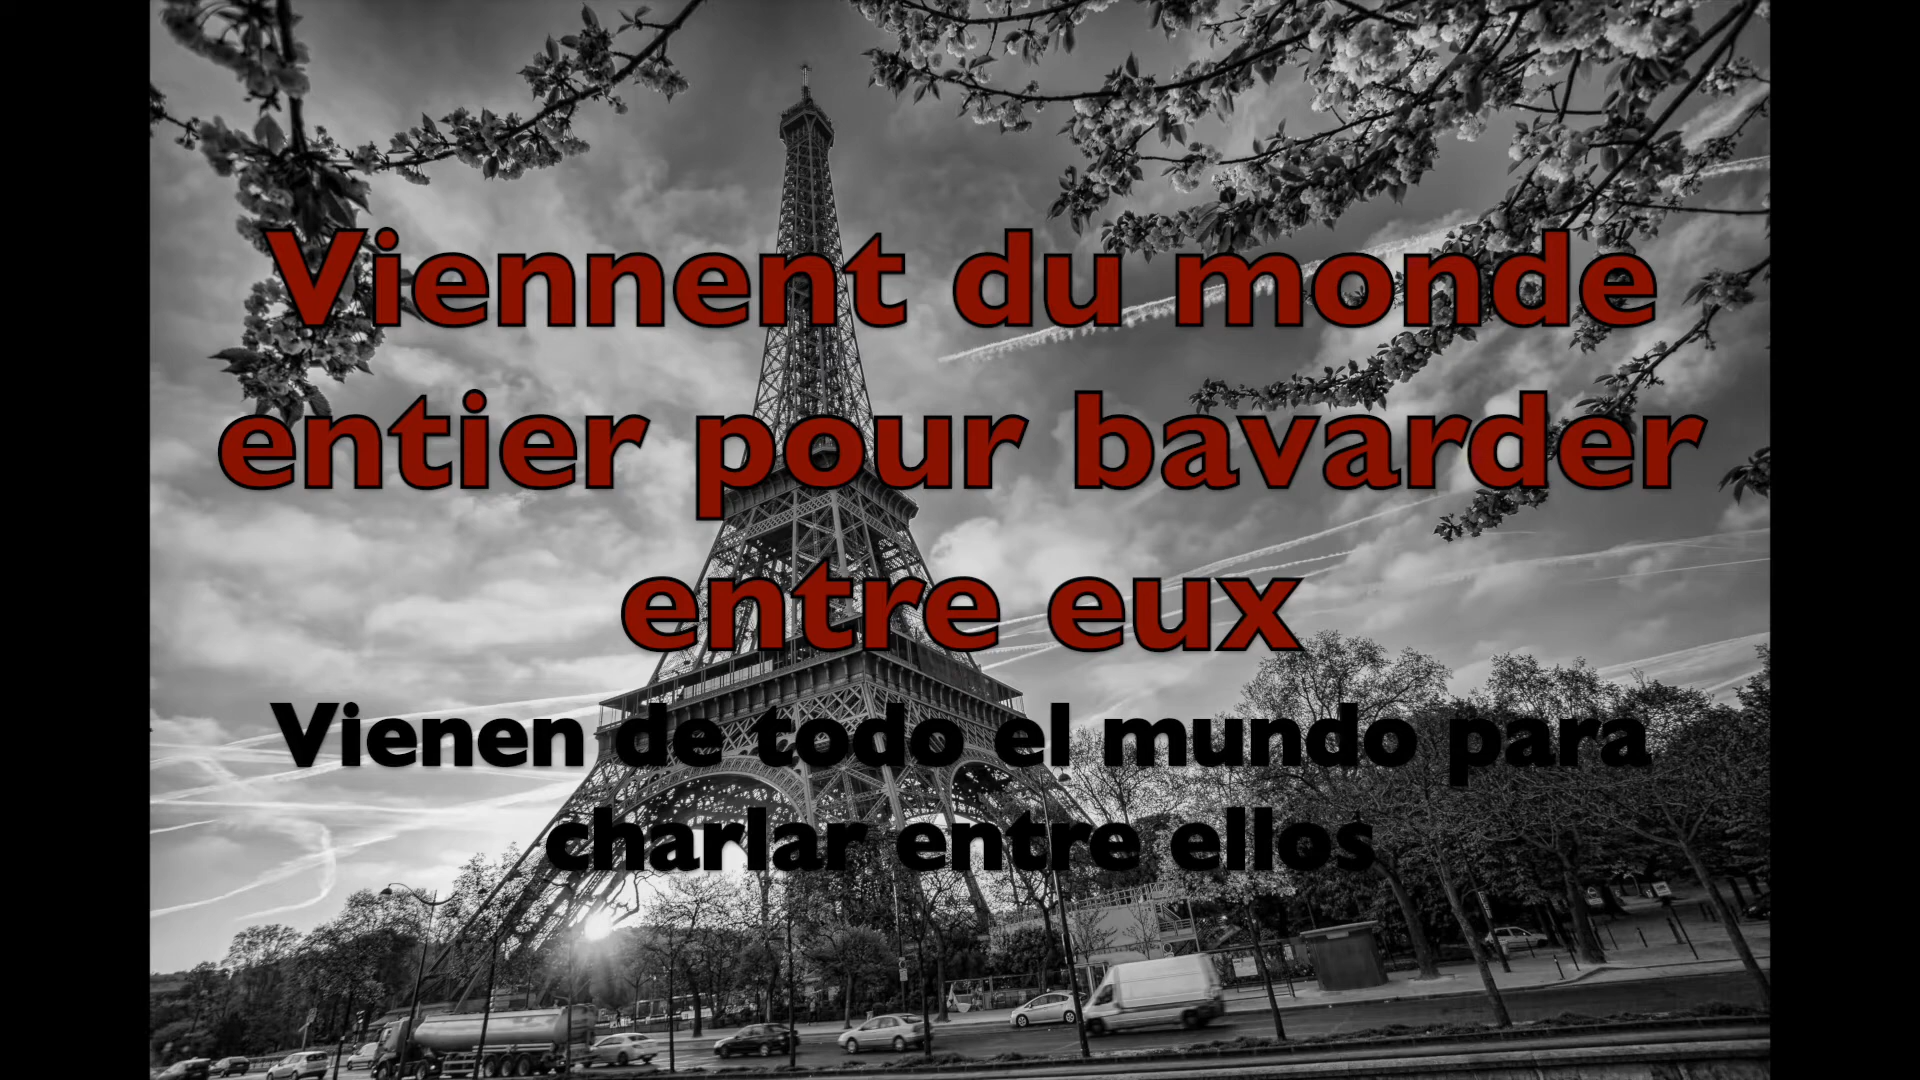 Viennent du monde
entier pour bavarder
entre eux
Vienen de todo el mundo para
charlar entre ellos